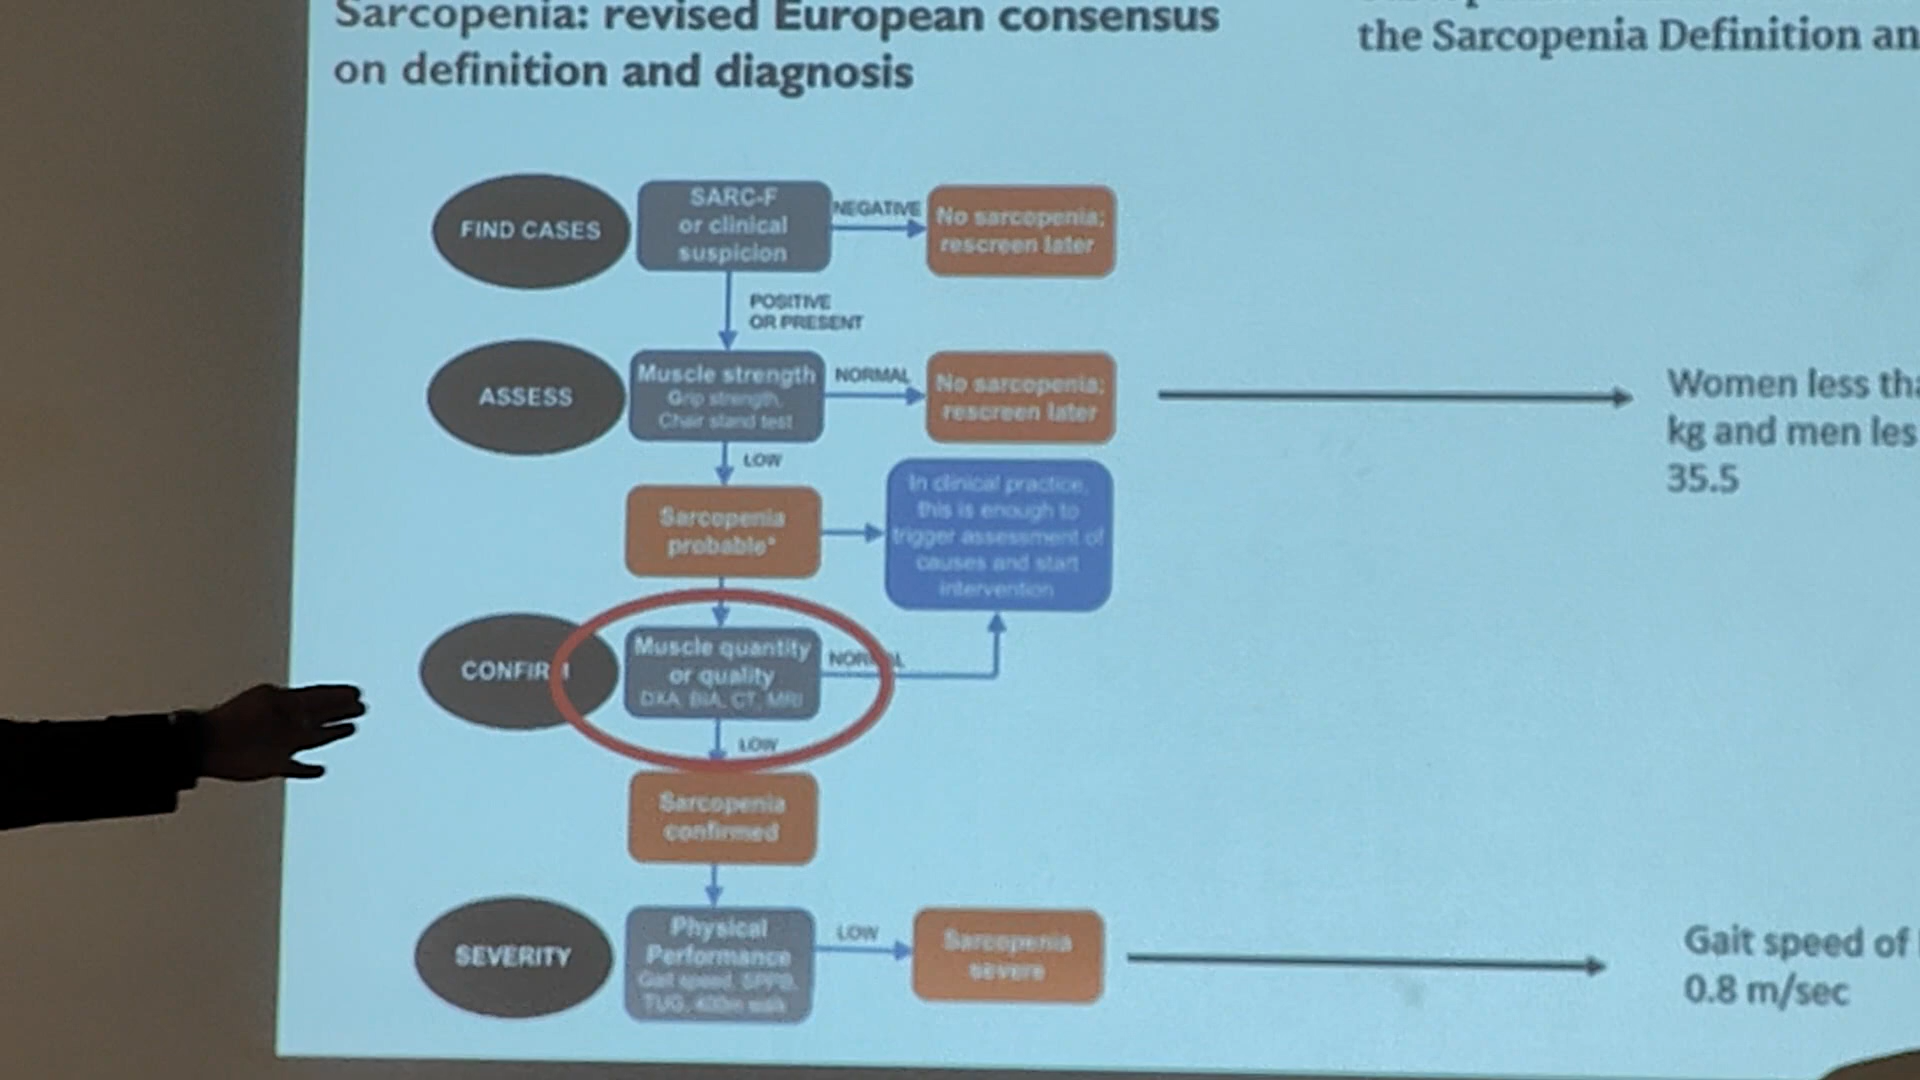 Sarcopenia: revised European consensus
on definition and diagnosis
the Sarcopenia Definition an
FIND CASES
SARC-F
or clinical
suspicion
NEGATIVE
No sarcopenia;
rescreen later
POSITIVE
OR PRESENT
ASSESS
Muscle strength
Grip strength,
Chair stand test
NORMAL
No sarcopenia;
rescreen later
Women less tha
kg and men les
35.5
LOW
Sarcopenia
probable*
In clinical practice,
this is enough to
trigger assessment of
causes and start
intervention
CONFIRM
Muscle quantity
or quality
DXA, BIA, CT, MRI
NORMAL
LOW
Sarcopenia
confirmed
SEVERITY
Physical
Performance
Gait speed, SPPB,
TUG, 400m walk
LOW
Sarcopenia
severe
Gait speed of
0.8 m/sec